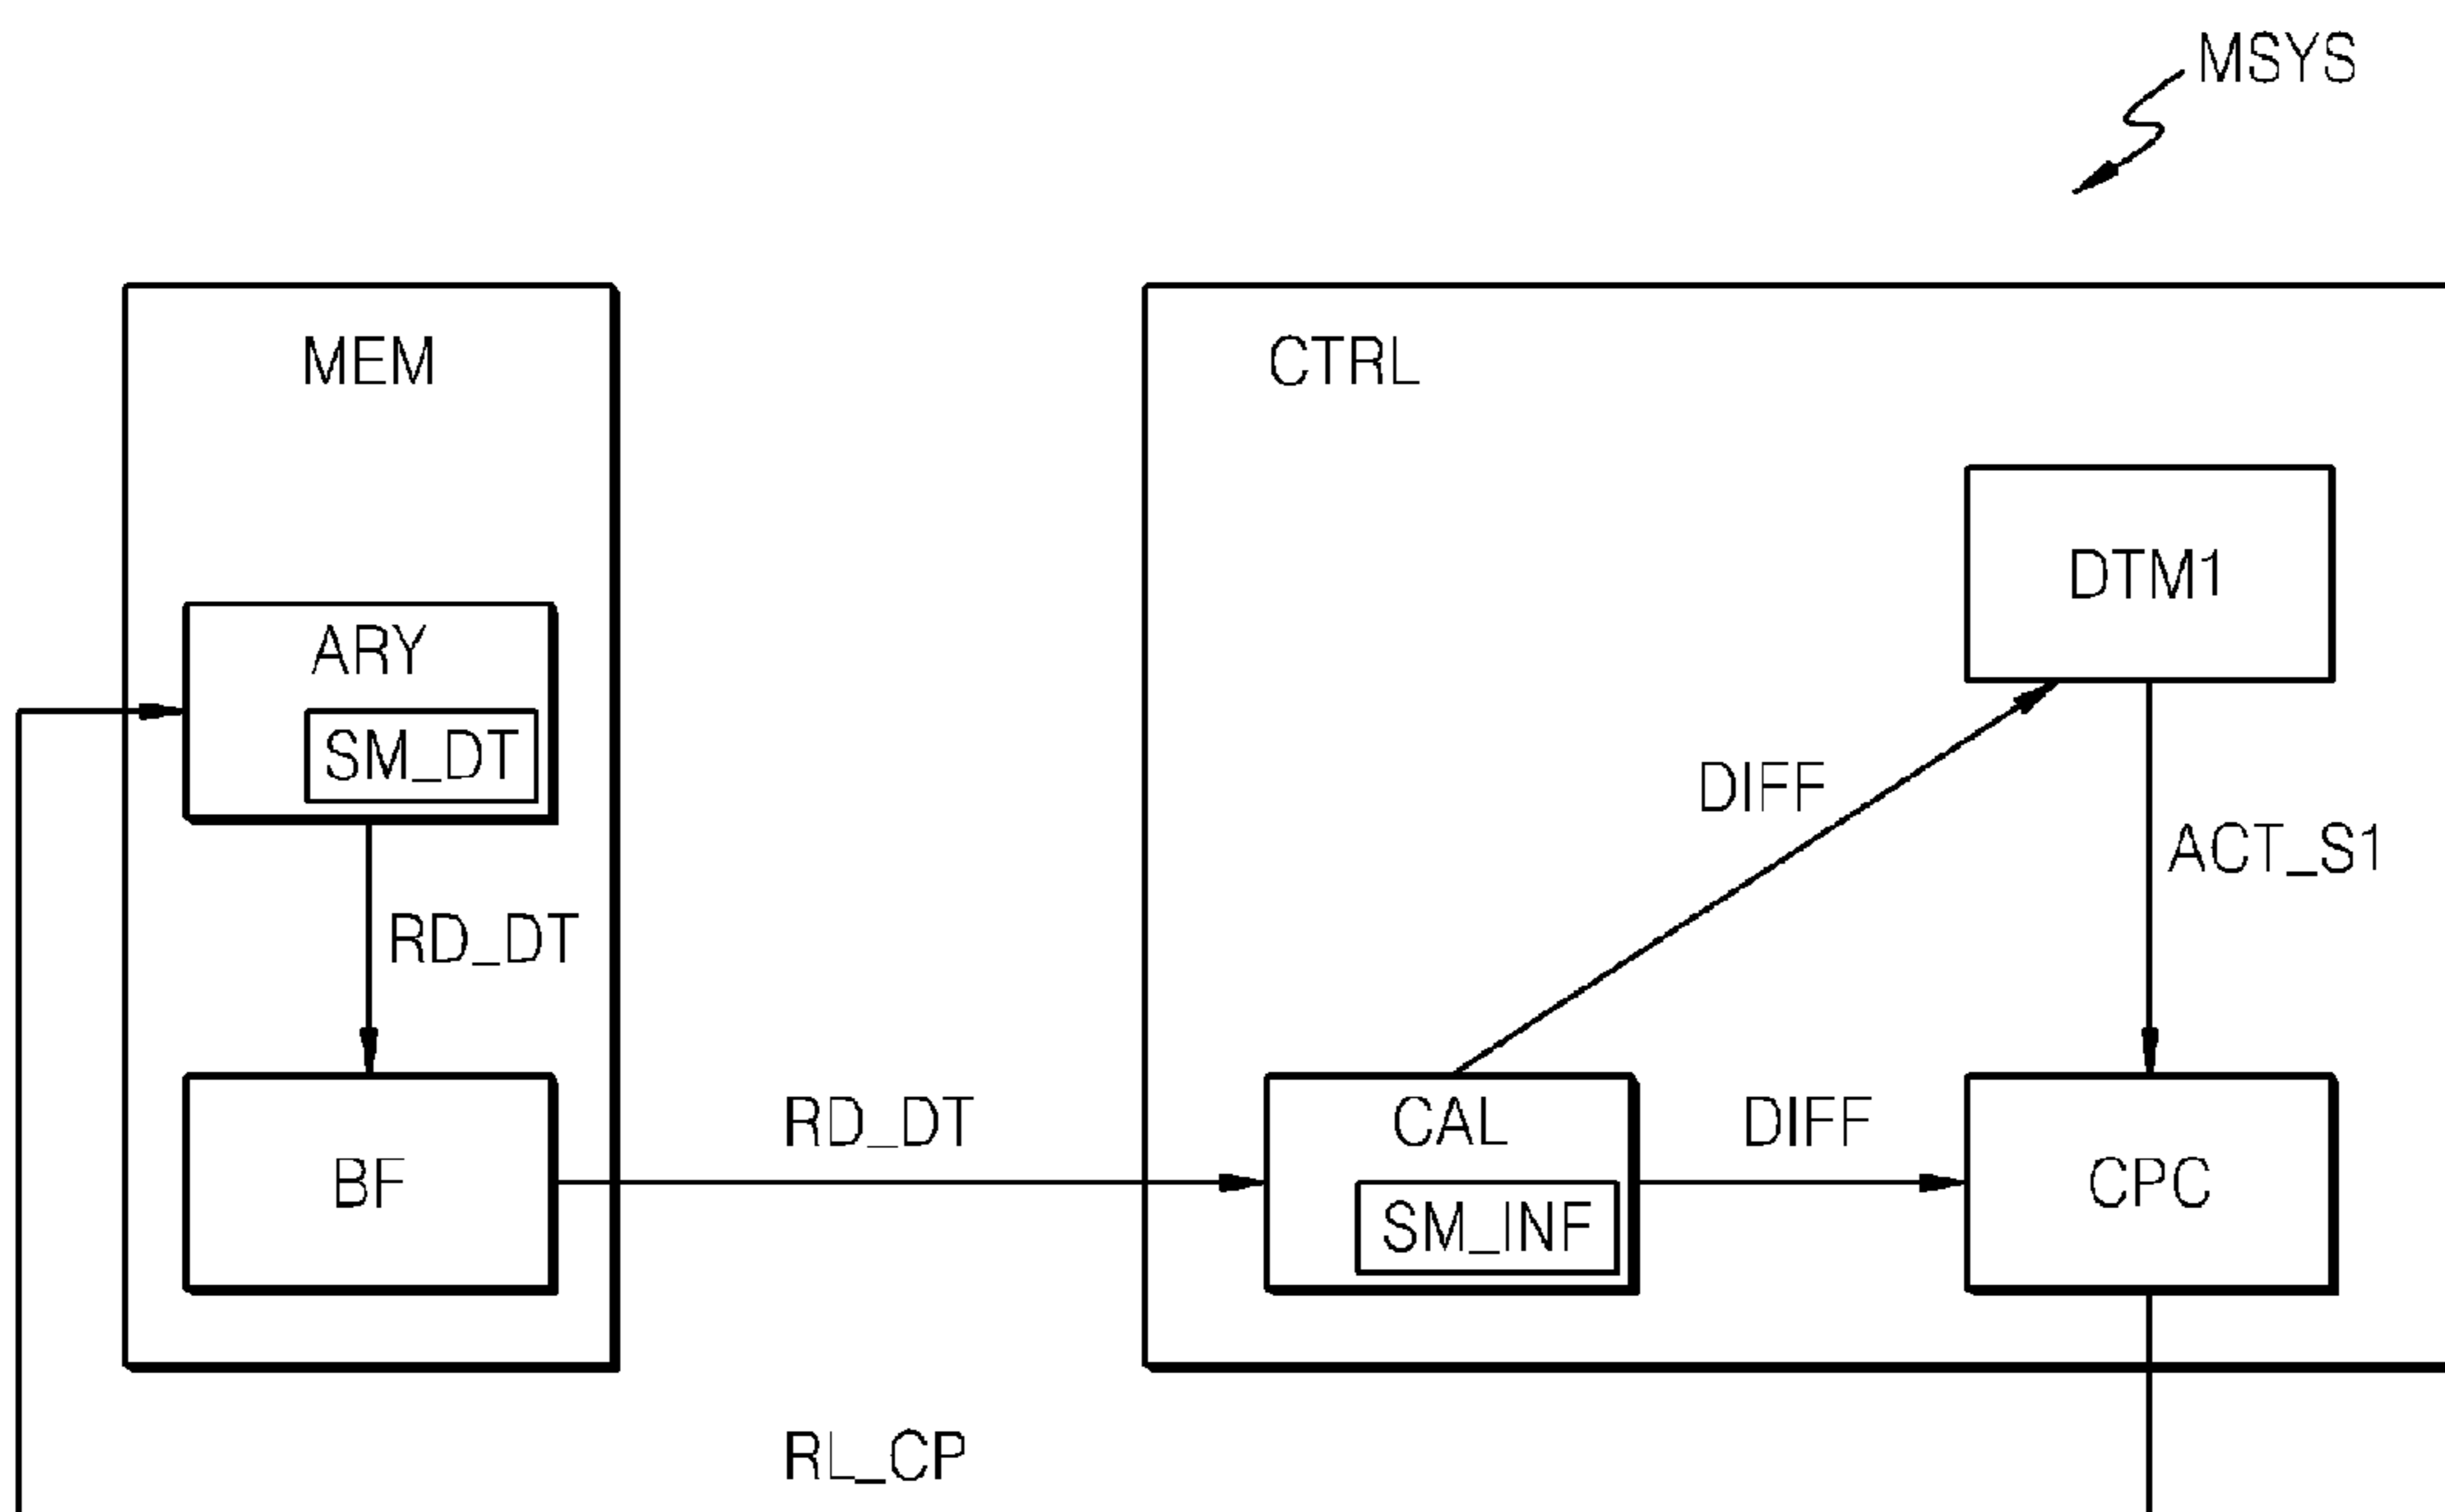 MSYS
MEM
CTRL
DTM1
ARY
SM_DT
DIFF
ACT_S1
RD_DT
RD_DT
CAL
DIFF
BF
CPC
SM_INF
RL_CP